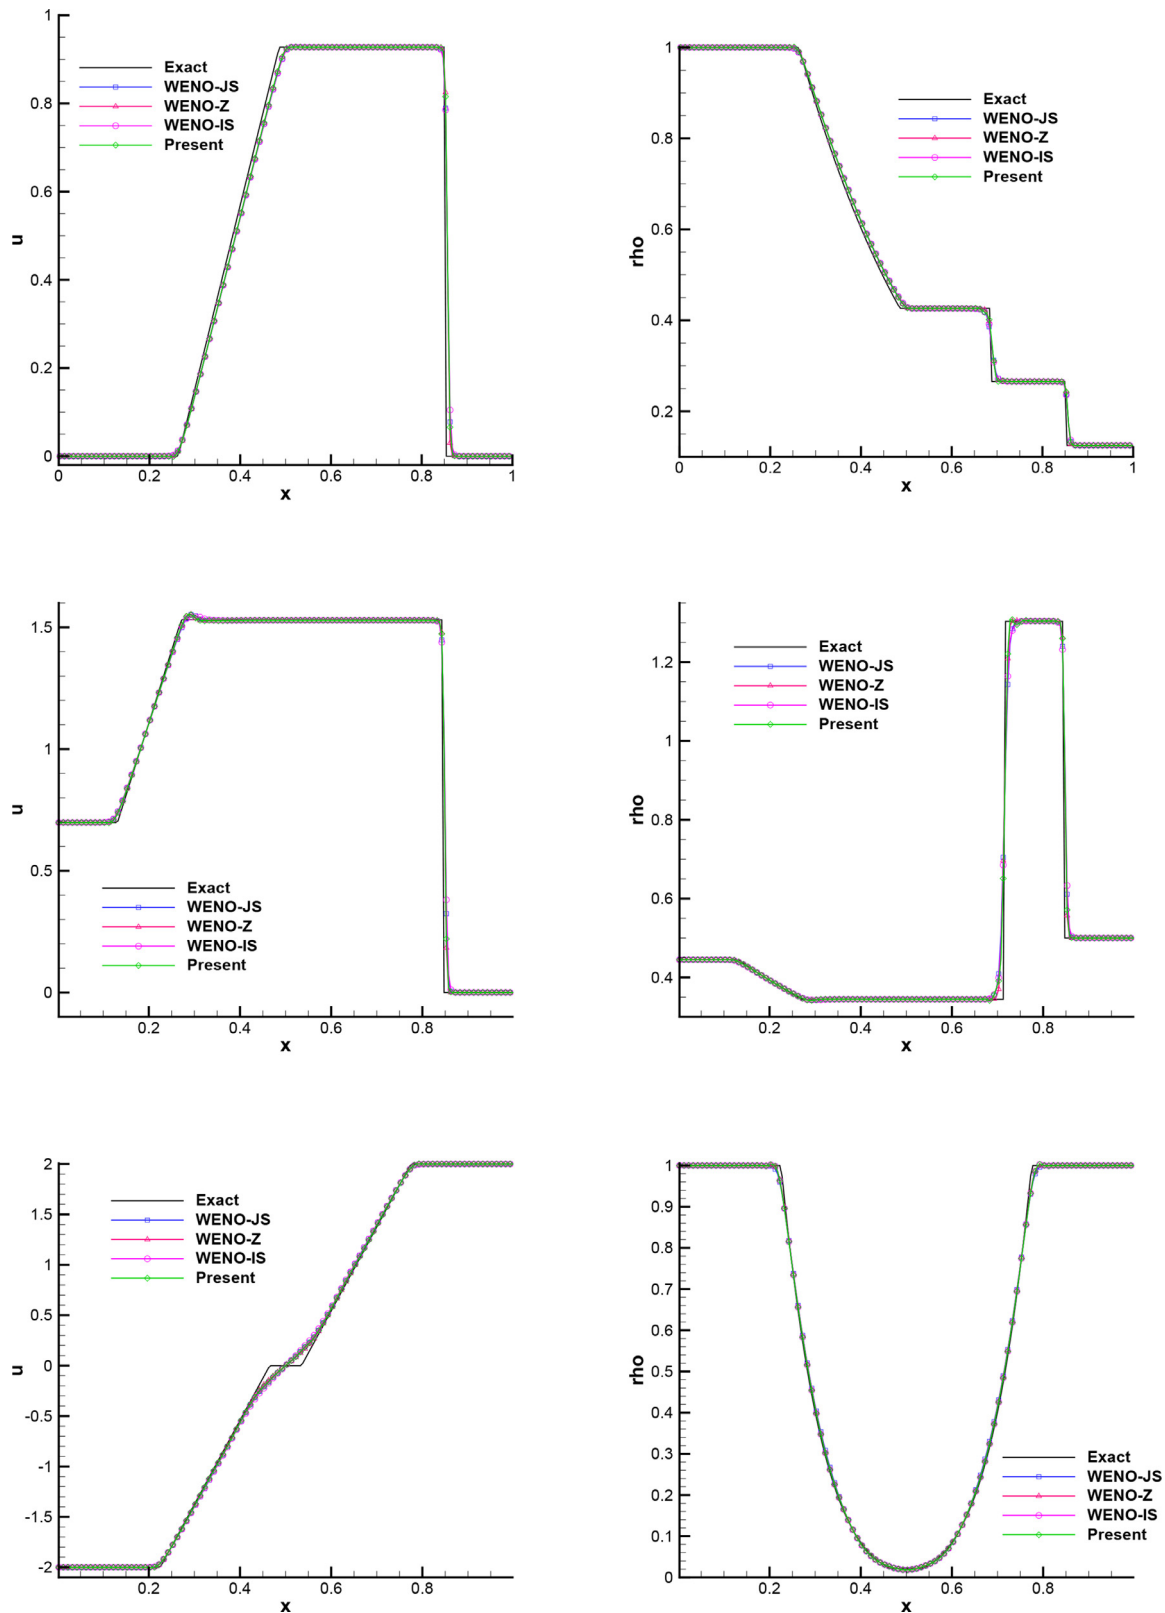 1
0.8
0.6
0.4
0.2
0
u
0
0.2
0.4
0.6
0.8
1
x
Exact
WENO-JS
WENO-Z
WENO-IS
Present
1
0.8
0.6
0.4
0.2
rho
0
0.2
0.4
0.6
0.8
1
x
Exact
WENO-JS
WENO-Z
WENO-IS
Present
1.5
1
0.5
0
u
0.2
0.4
0.6
0.8
x
Exact
WENO-JS
WENO-Z
WENO-IS
Present
1.2
1
0.8
0.6
0.4
rho
0.2
0.4
0.6
0.8
x
Exact
WENO-JS
WENO-Z
WENO-IS
Present
2
1.5
1
0.5
0
-0.5
-1
-1.5
-2
u
0.2
0.4
0.6
0.8
x
Exact
WENO-JS
WENO-Z
WENO-IS
Present
1
0.9
0.8
0.7
0.6
0.5
0.4
0.3
0.2
0.1
0
rho
0.2
0.4
0.6
0.8
x
Exact
WENO-JS
WENO-Z
WENO-IS
Present